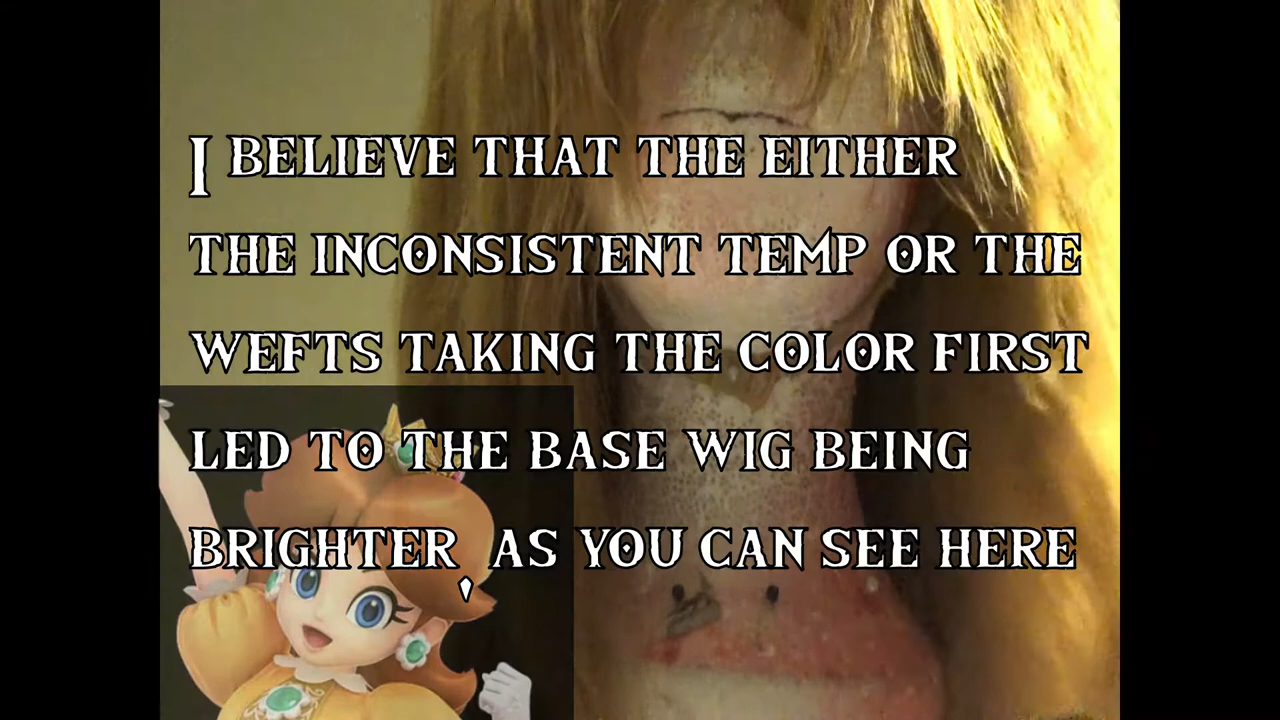 I BELIEVE THAT THE EITHER
THE INCONSISTENT TEMP OR THE
WEFTS TAKING THE COLOR FIRST
LED TO THE BASE WIG BEING
BRIGHTER, AS YOU CAN SEE HERE